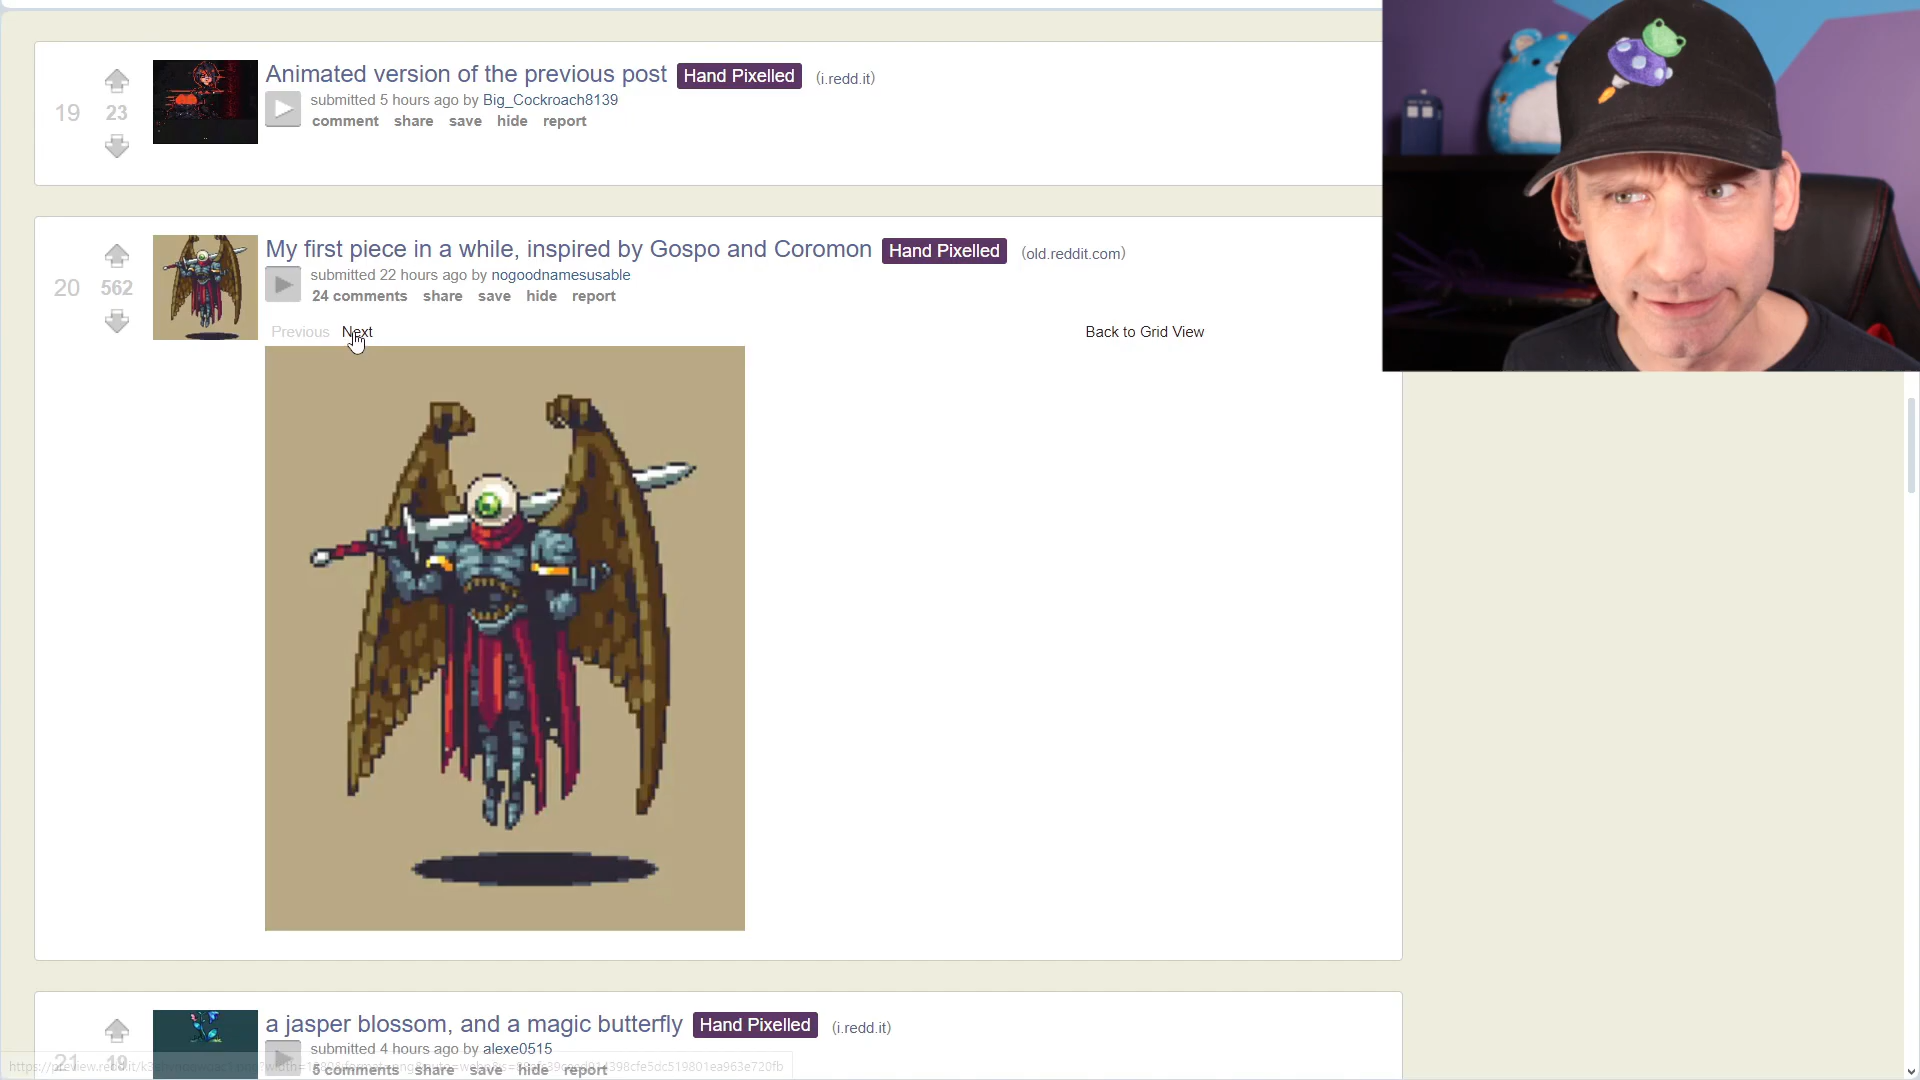 Animated version of the previous post Hand Pixelled (i.redd.it)
submitted 5 hours ago by Big_Cockroach8139
19 23
comment share save hide report
My first piece in a while, inspired by Gospo and Coromon Hand Pixelled (old.reddit.com)
submitted 22 hours ago by nogoodnamesusable
20 562
24 comments share save hide report
Previous Next Back to Grid View
a jasper blossom, and a magic butterfly Hand Pixelled (i.redd.it)
submitted 4 hours ago by alexe0515
21 19
5 comments share save hide report